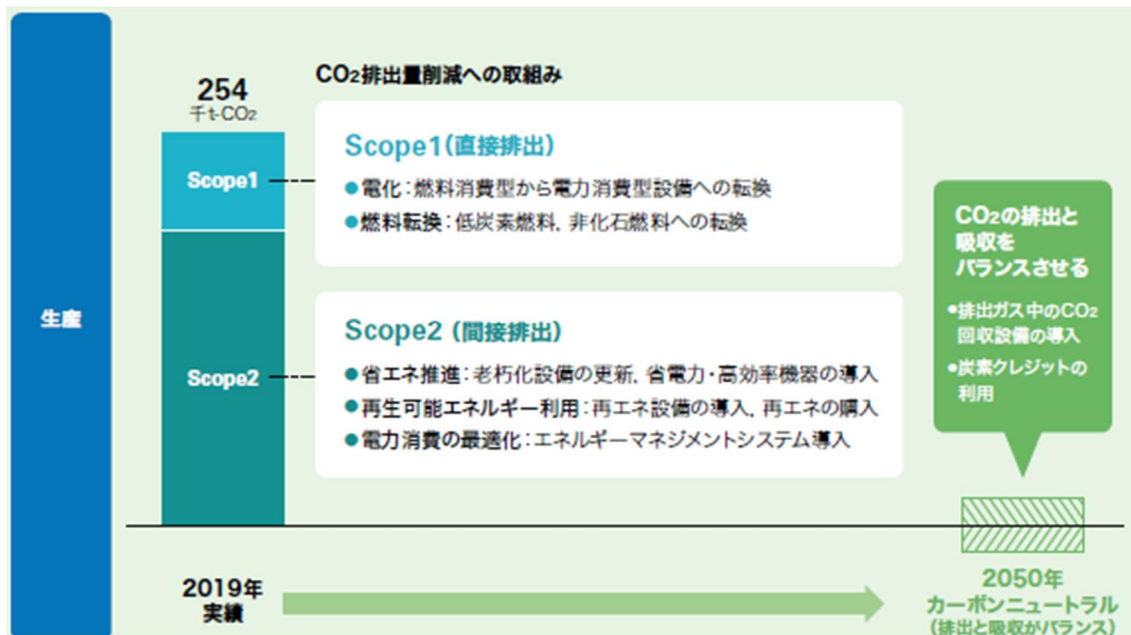 生産
254
千t-CO2
Scope1
Scope2
CO2排出量削減への取組み
Scope1(直接排出)
●電化：燃料消費型から電力消費型設備への転換
●燃料転換：低炭素燃料，非化石燃料への転換
Scope2 (間接排出)
●省エネ推進：老朽化設備の更新，省電力・高効率機器の導入
●再生可能エネルギー利用：再エネ設備の導入，再エネの購入
●電力消費の最適化：エネルギーマネジメントシステム導入
CO2の排出と
吸収を
バランスさせる
●排出ガス中のCO2
回収設備の導入
●炭素クレジットの
利用
2019年
実績
2050年
カーボンニュートラル
(排出と吸収がバランス)